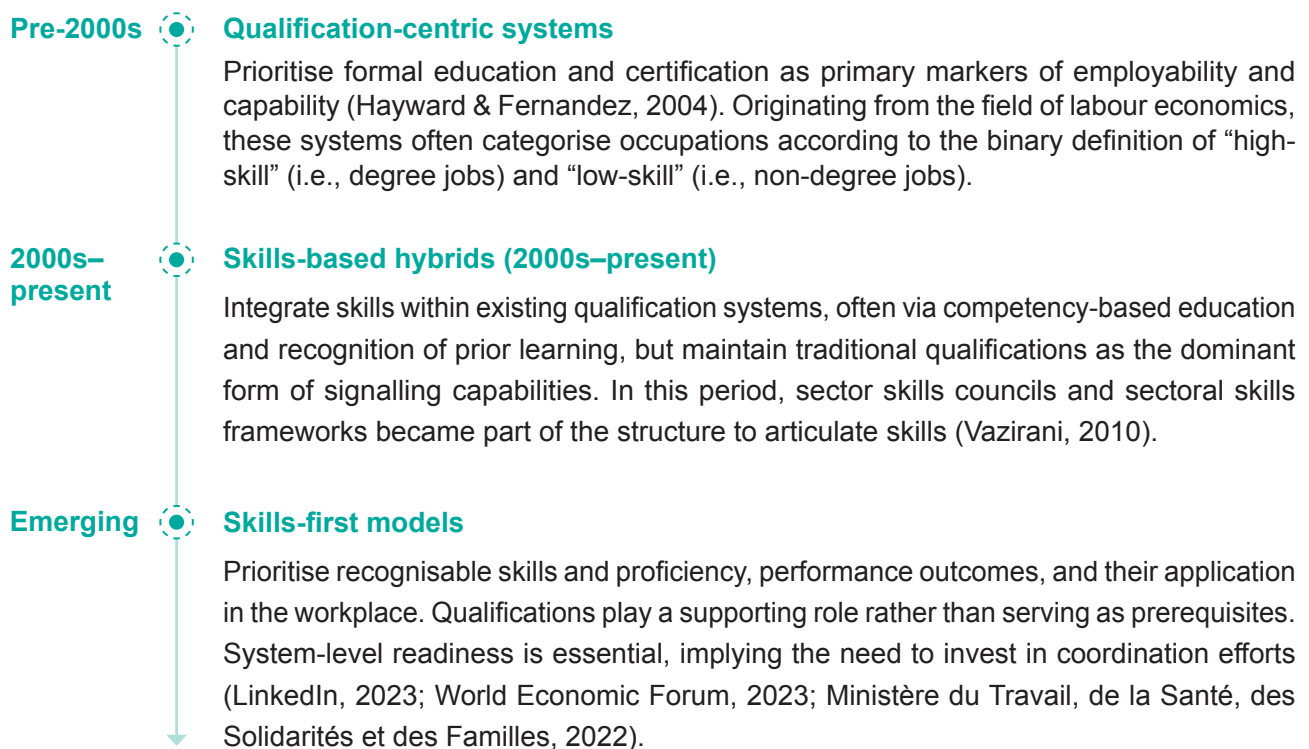 Pre-2000s
Qualification-centric systems
Prioritise formal education and certification as primary markers of employability and
capability (Hayward & Fernandez, 2004). Originating from the field of labour economics,
these systems often categorise occupations according to the binary definition of “high-
skill” (i.e., degree jobs) and “low-skill” (i.e., non-degree jobs).
2000s–
present
Skills-based hybrids (2000s–present)
Integrate skills within existing qualification systems, often via competency-based education
and recognition of prior learning, but maintain traditional qualifications as the dominant
form of signalling capabilities. In this period, sector skills councils and sectoral skills
frameworks became part of the structure to articulate skills (Vazirani, 2010).
Emerging
Skills-first models
Prioritise recognisable skills and proficiency, performance outcomes, and their application
in the workplace. Qualifications play a supporting role rather than serving as prerequisites.
System-level readiness is essential, implying the need to invest in coordination efforts
(LinkedIn, 2023; World Economic Forum, 2023; Ministère du Travail, de la Santé, des
Solidarités et des Familles, 2022).